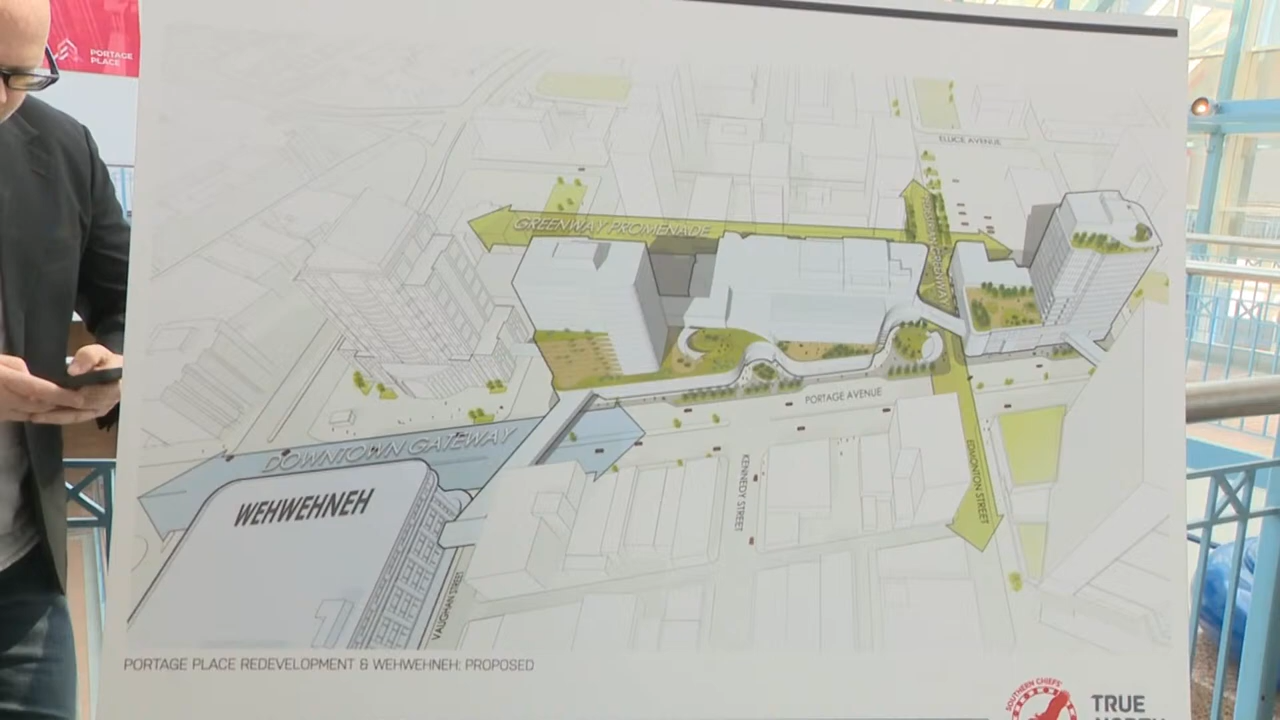 PORTAGE
PLACE
ELLICE AVENUE
GREENWAY PROMENADE
GREENWAY
PORTAGE AVENUE
DOWNTOWN GATEWAY
KENNEDY STREET
EDMONTON STREET
WEHWEHNEH
VAUGHAN STREET
PORTAGE PLACE REDEVELOPMENT & WEHWEHNEH: PROPOSED
SOUTHERN CHIEFS'
TRUE
NORTH